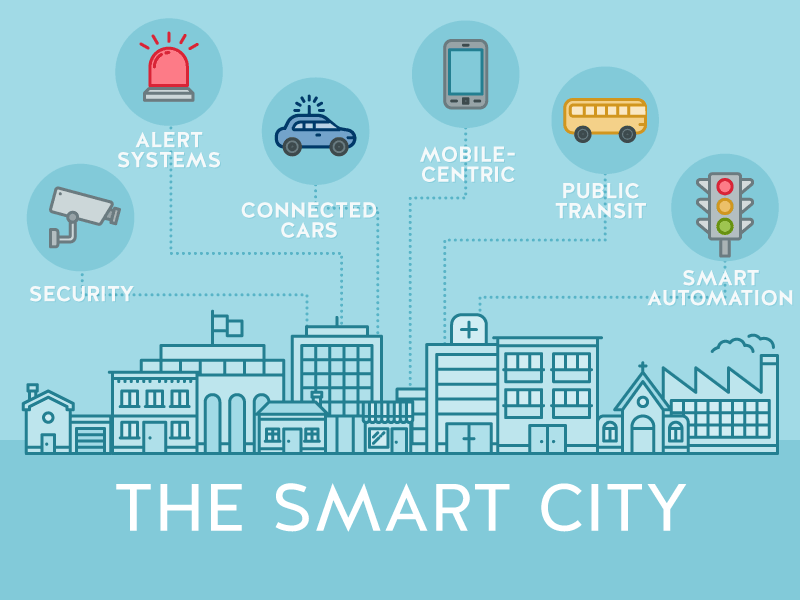 ALERT
SYSTEMS
MOBILE-
CENTRIC
CONNECTED
CARS
PUBLIC
TRANSIT
SECURITY
SMART
AUTOMATION
THE SMART CITY